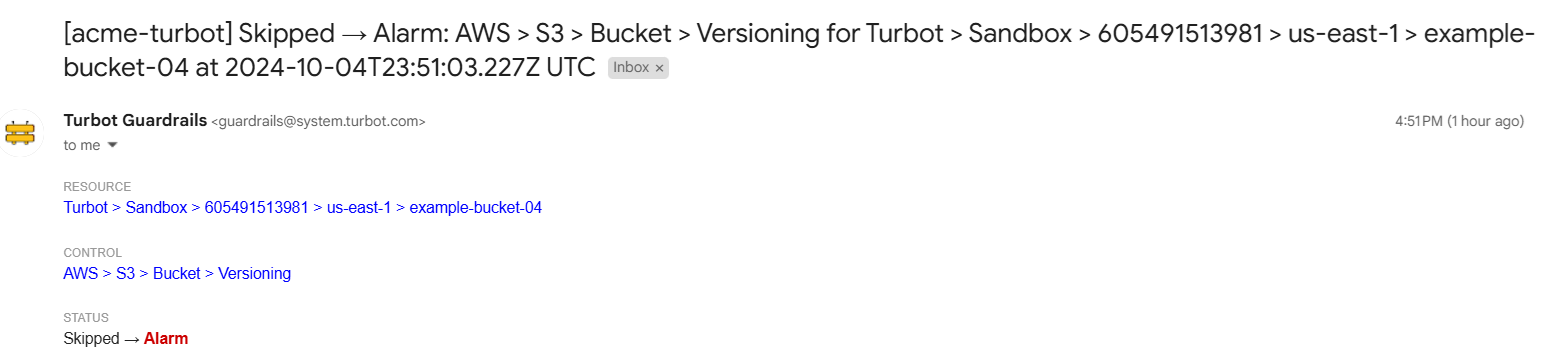 [acme-turbot] Skipped → Alarm: AWS > S3 > Bucket > Versioning for Turbot > Sandbox > 605491513981 > us-east-1 > example-
bucket-04 at 2024-10-04T23:51:03.227Z UTC Inbox ×
Turbot Guardrails <guardrails@system.turbot.com> 4:51 PM (1 hour ago)
to me
RESOURCE
Turbot > Sandbox > 605491513981 > us-east-1 > example-bucket-04
CONTROL
AWS > S3 > Bucket > Versioning
STATUS
Skipped → Alarm